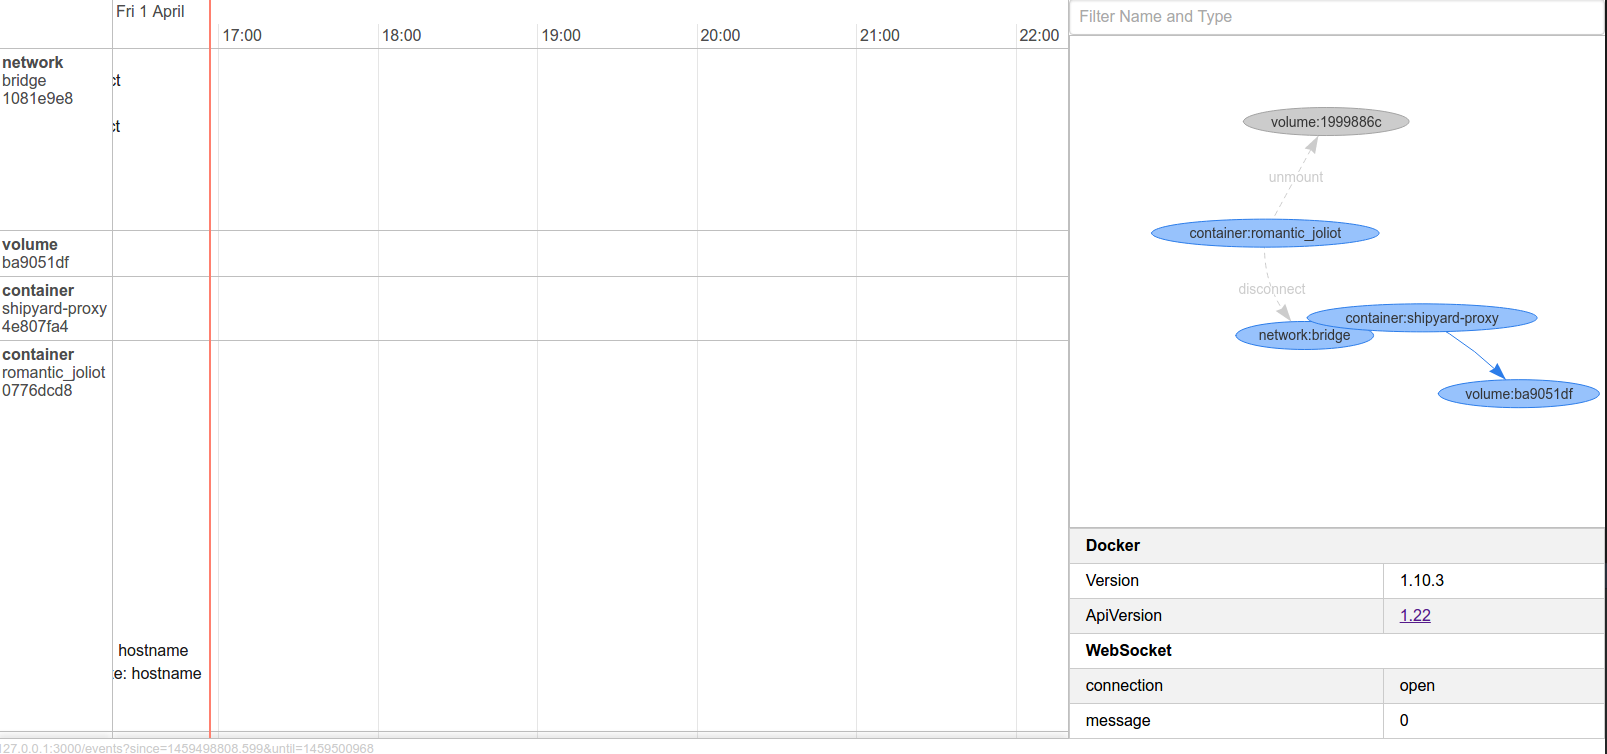 Fri 1 April
17:00 18:00 19:00 20:00 21:00 22:00
network
bridge
1081e9e8
ct
ct
volume
ba9051df
container
shipyard-proxy
4e807fa4
container
romantic_joliot
0776dcd8
hostname
e: hostname
127.0.0.1:3000/events?since=1459498808.599&until=1459500968
Filter Name and Type
volume:1999886c
unmount
container:romantic_joliot
disconnect
container:shipyard-proxy
network:bridge
volume:ba9051df
Docker
Version 1.10.3
ApiVersion 1.22
WebSocket
connection open
message 0